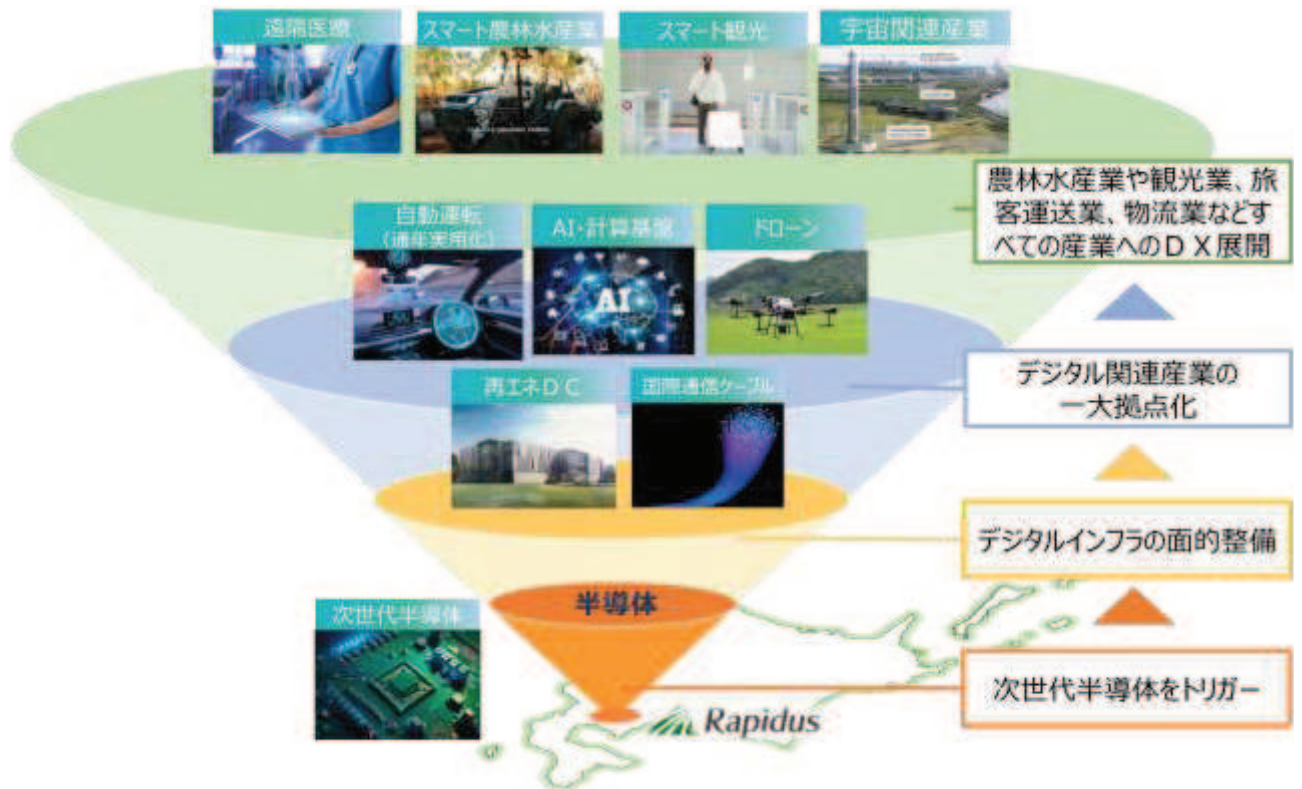 遠隔医療
スマート農林水産業
スマート観光
宇宙関連産業
農林水産業や観光業、旅
客運送業、物流業などす
べての産業へのDX展開
自動運転
(通年実用化)
AI・計算基盤
ドローン
AI
デジタル関連産業の
一大拠点化
再エネDC
国際通信ケーブル
デジタルインフラの面的整備
半導体
次世代半導体
次世代半導体をトリガー
Rapidus